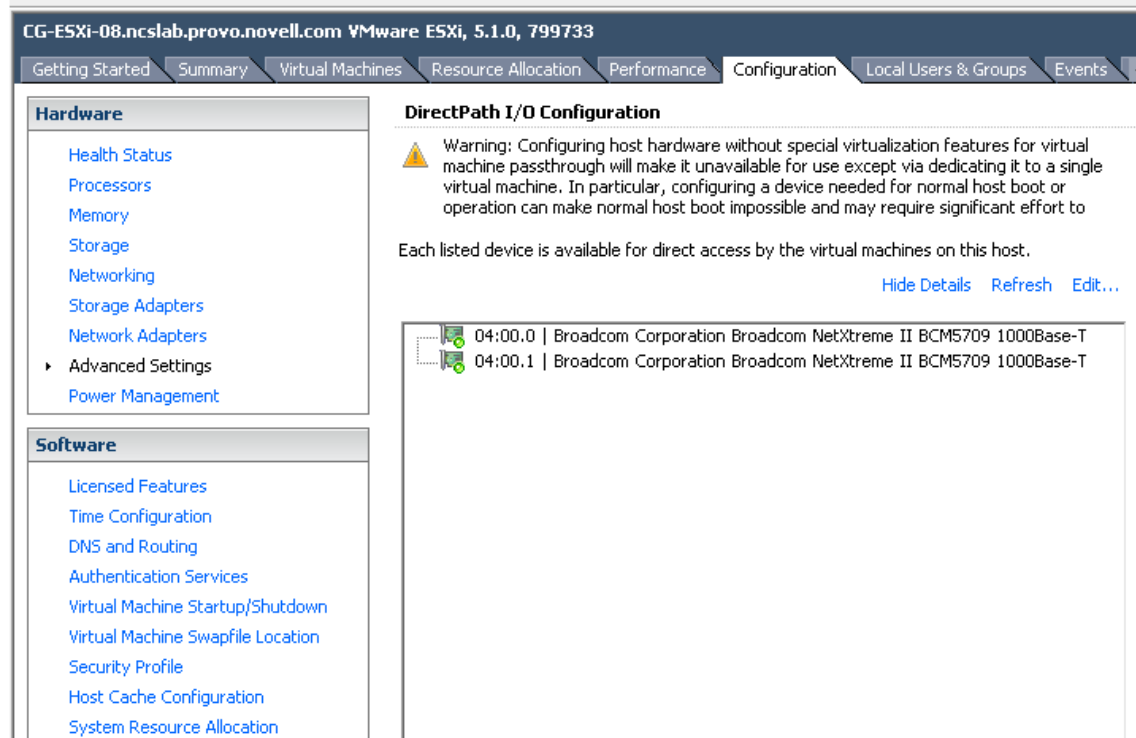 CG-ESXi-08.ncslab.provo.novell.com VMware ESXi, 5.1.0, 799733
Getting Started Summary Virtual Machines Resource Allocation Performance Configuration Local Users & Groups Events
Hardware
Health Status
Processors
Memory
Storage
Networking
Storage Adapters
Network Adapters
Advanced Settings
Power Management
Software
Licensed Features
Time Configuration
DNS and Routing
Authentication Services
Virtual Machine Startup/Shutdown
Virtual Machine Swapfile Location
Security Profile
Host Cache Configuration
System Resource Allocation
DirectPath I/O Configuration
Warning: Configuring host hardware without special virtualization features for virtual
machine passthrough will make it unavailable for use except via dedicating it to a single
virtual machine. In particular, configuring a device needed for normal host boot or
operation can make normal host boot impossible and may require significant effort to
Each listed device is available for direct access by the virtual machines on this host.
Hide Details Refresh Edit...
04:00.0 | Broadcom Corporation Broadcom NetXtreme II BCM5709 1000Base-T
04:00.1 | Broadcom Corporation Broadcom NetXtreme II BCM5709 1000Base-T